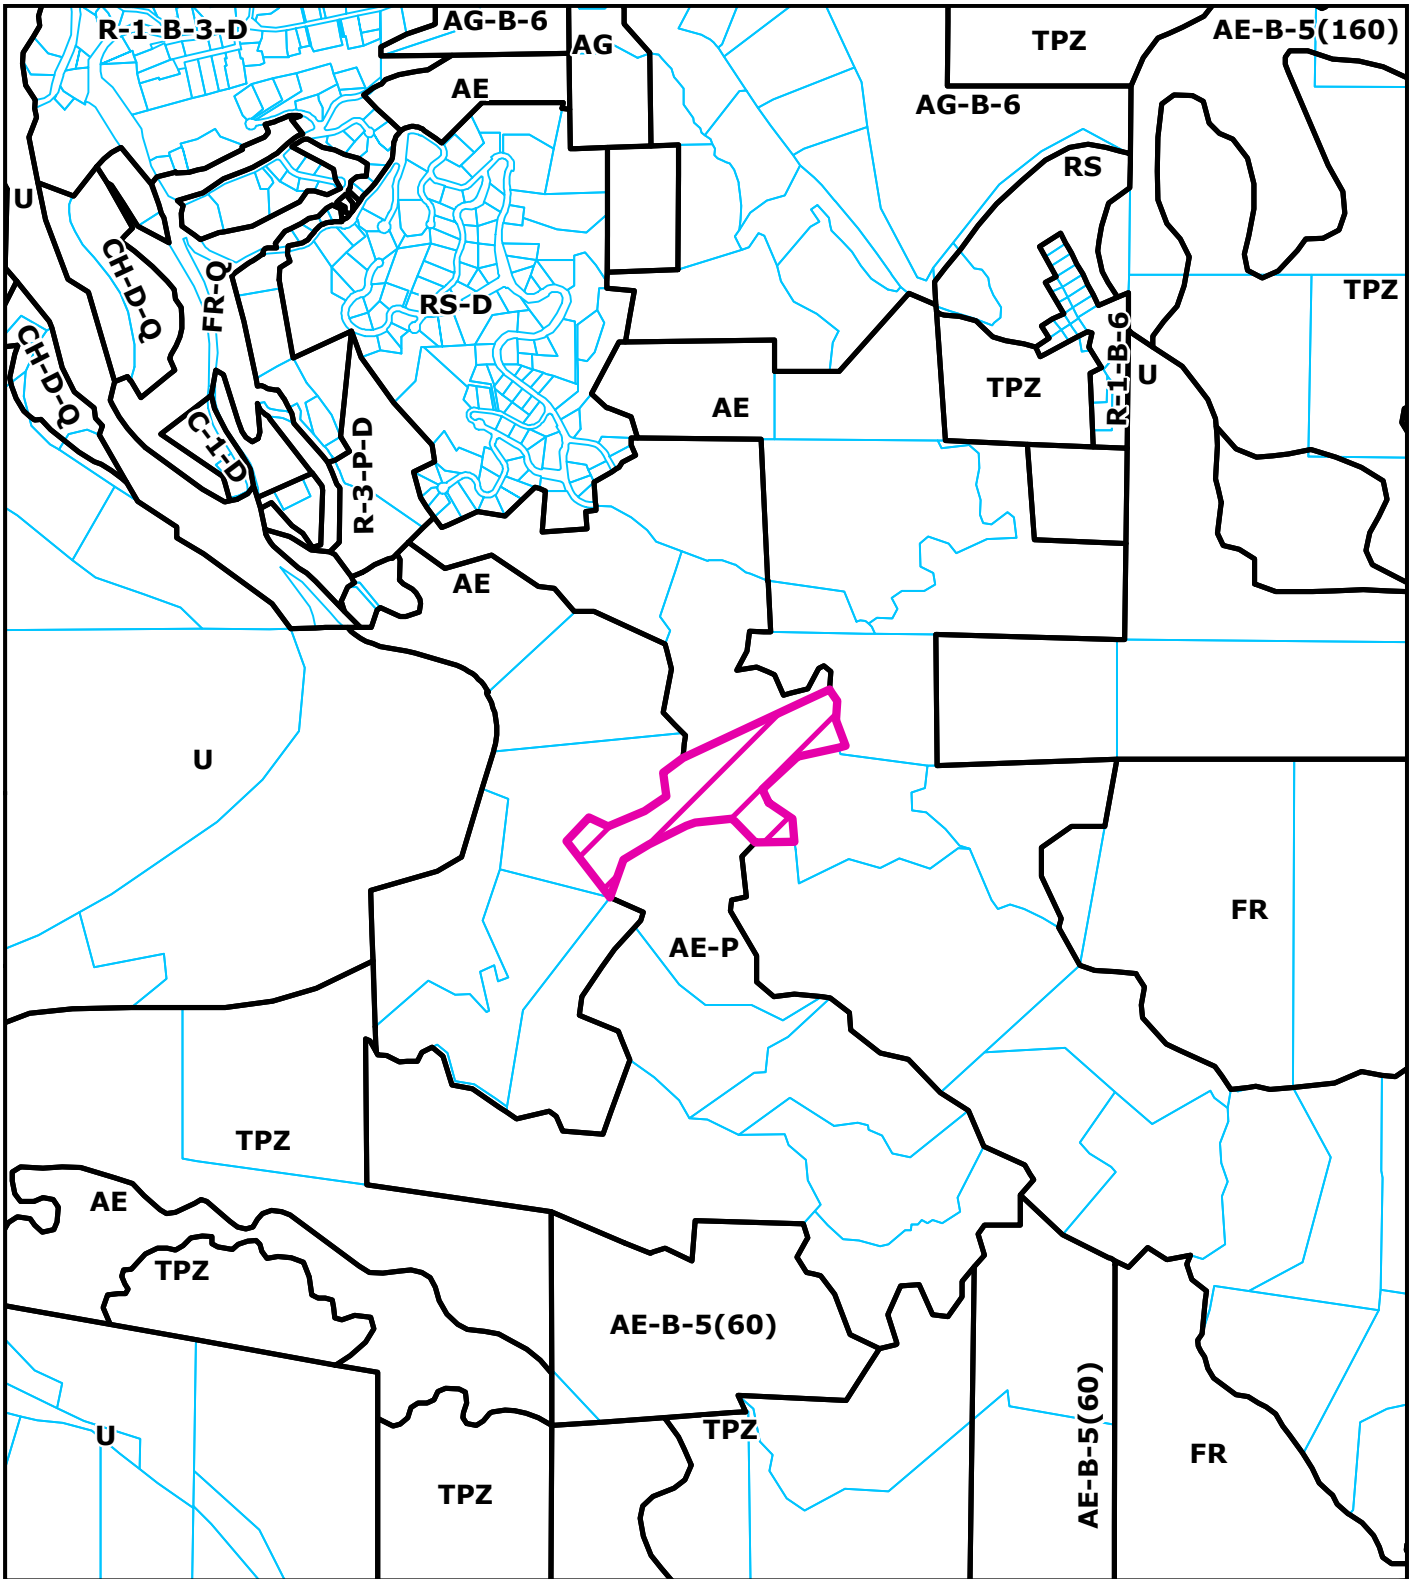 R-1-B-3-D
AG-B-6
AG
TPZ
AE-B-5(160)
AE
AG-B-6
RS
U
CH-D-Q
FR-Q
RS-D
TPZ
CH-D-Q
R-1-B-6
U
TPZ
AE
C-1-D
R-3-P-D
AE
U
FR
AE-P
TPZ
AE
TPZ
AE-B-5(60)
AE-B-5(60)
U
TPZ
FR
TPZ